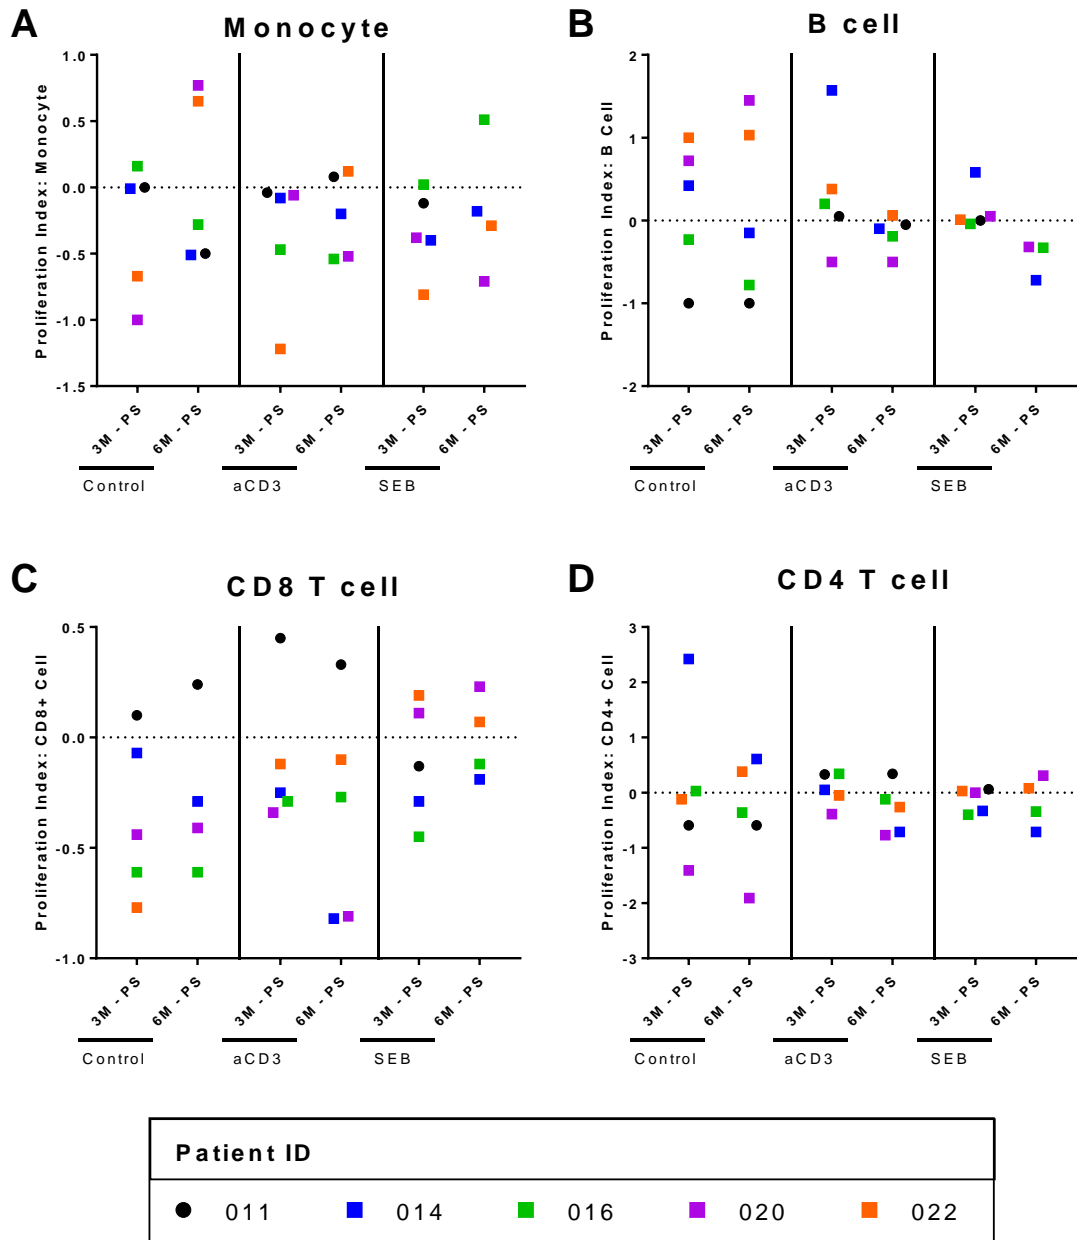 A
Monocyte
Proliferation Index: Monocyte
1.0
0.5
0.0
-0.5
-1.0
-1.5
3M - PS
6M - PS
3M - PS
6M - PS
3M - PS
6M - PS
Control
aCD3
SEB
B
B cell
Proliferation Index: B Cell
2
1
0
-1
-2
3M - PS
6M - PS
3M - PS
6M - PS
3M - PS
6M - PS
Control
aCD3
SEB
C
CD8 T cell
Proliferation Index: CD8+ Cell
0.5
0.0
-0.5
-1.0
3M - PS
6M - PS
3M - PS
6M - PS
3M - PS
6M - PS
Control
aCD3
SEB
D
CD4 T cell
Proliferation Index: CD4+ Cell
3
2
1
0
-1
-2
-3
3M - PS
6M - PS
3M - PS
6M - PS
3M - PS
6M - PS
Control
aCD3
SEB
Patient ID
011 014 016 020 022